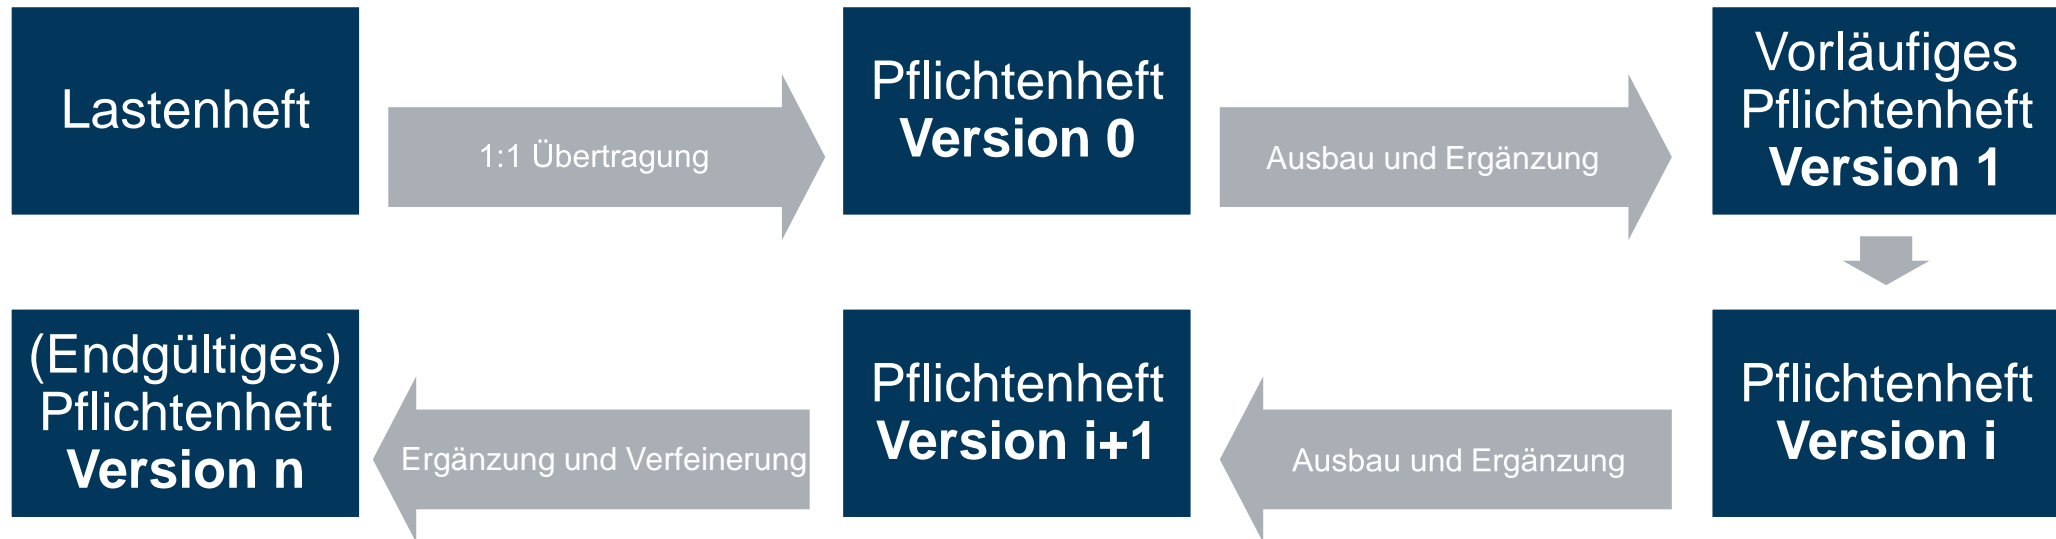 Lastenheft
1:1 Übertragung
Pflichtenheft
Version 0
Ausbau und Ergänzung
Vorläufiges
Pflichtenheft
Version 1
Pflichtenheft
Version i
Ausbau und Ergänzung
Pflichtenheft
Version i+1
Ergänzung und Verfeinerung
(Endgültiges)
Pflichtenheft
Version n